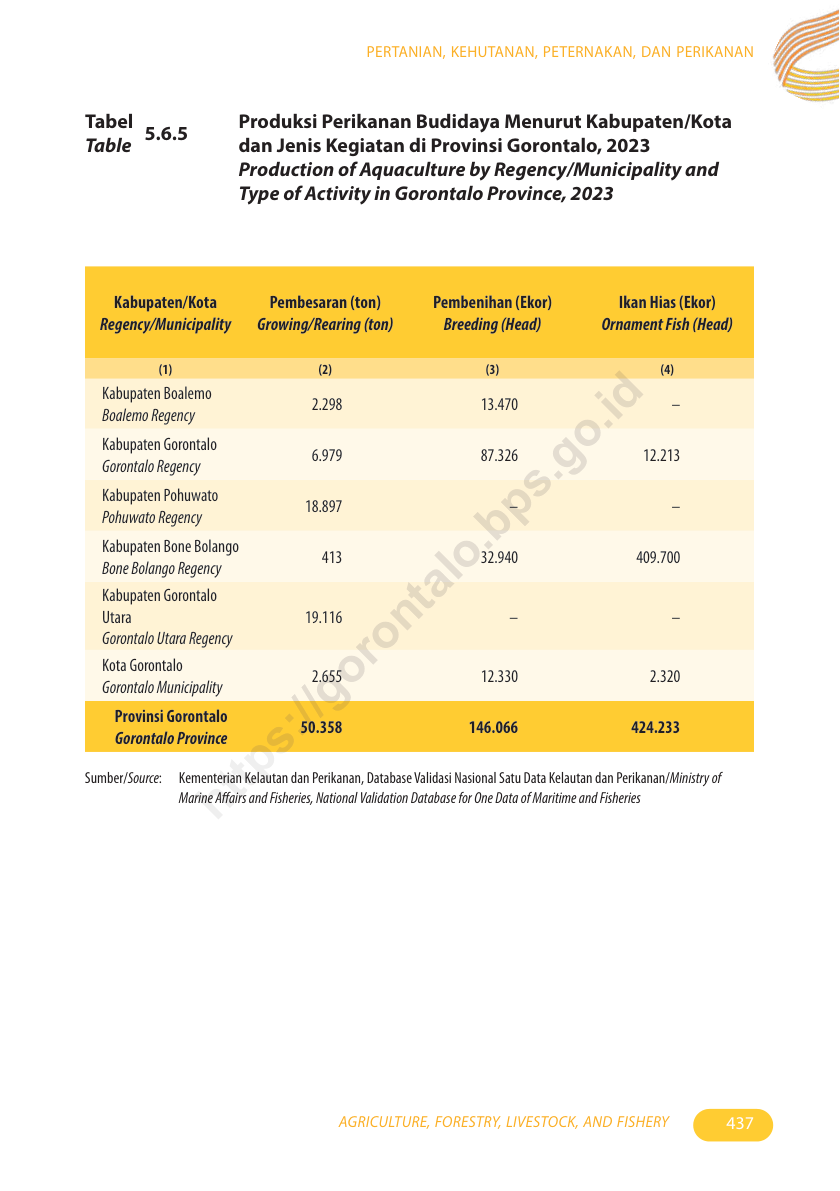 PERTANIAN, KEHUTANAN, PETERNAKAN, DAN PERIKANAN
Tabel
Table
5.6.5
Produksi Perikanan Budidaya Menurut Kabupaten/Kota
dan Jenis Kegiatan di Provinsi Gorontalo, 2023
Production of Aquaculture by Regency/Municipality and
Type of Activity in Gorontalo Province, 2023
Kabupaten/Kota Pembesaran (ton) Pembenihan (Ekor) Ikan Hias (Ekor)
Regency/Municipality Growing/Rearing (ton) Breeding (Head) Ornament Fish (Head)
(1) (2) (3) (4)
Kabupaten Boalemo
Boalemo Regency
2.298 13.470 –
Kabupaten Gorontalo
Gorontalo Regency
6.979 87.326 12.213
Kabupaten Pohuwato
Pohuwato Regency
18.897 – –
Kabupaten Bone Bolango
Bone Bolango Regency
413 32.940 409.700
Kabupaten Gorontalo
Utara
Gorontalo Utara Regency
19.116 – –
Kota Gorontalo
Gorontalo Municipality
2.655 12.330 2.320
Provinsi Gorontalo
Gorontalo Province
50.358 146.066 424.233
Sumber/Source: Kementerian Kelautan dan Perikanan, Database Validasi Nasional Satu Data Kelautan dan Perikanan/Ministry of
Marine Affairs and Fisheries, National Validation Database for One Data of Maritime and Fisheries
https://gorontalo.bps.go.id
AGRICULTURE, FORESTRY, LIVESTOCK, AND FISHERY 437